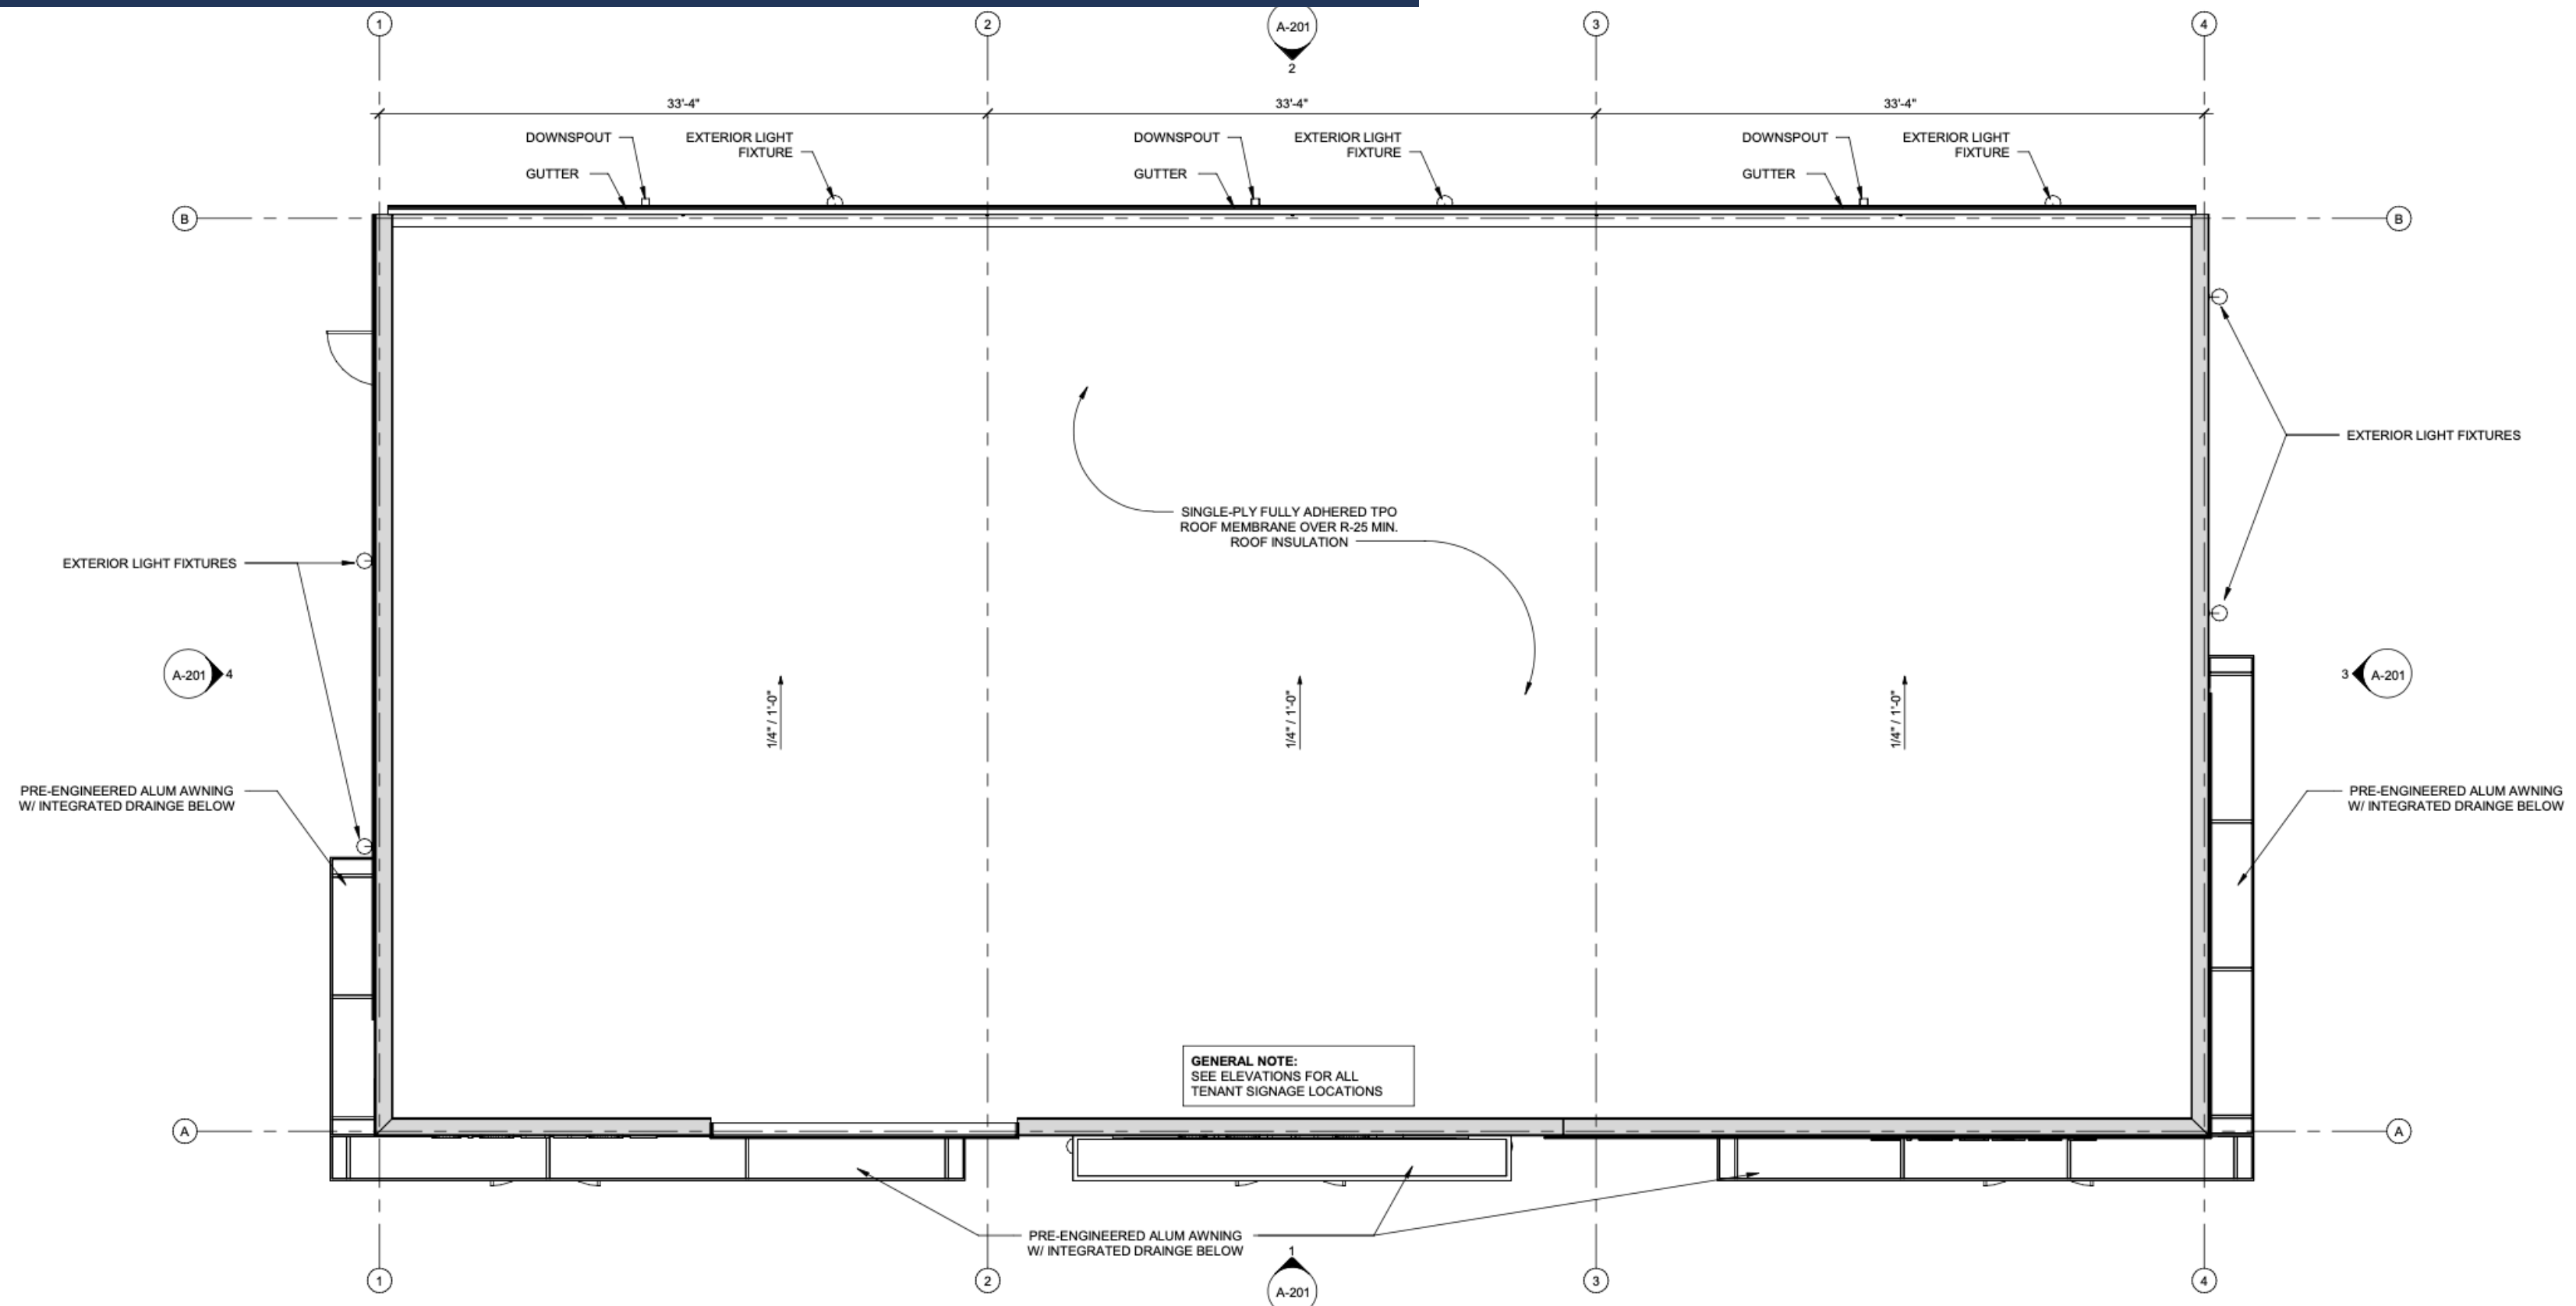 1
2
A-201
2
3
4
33'-4"
33'-4"
33'-4"
DOWNSPOUT
EXTERIOR LIGHT
FIXTURE
GUTTER
DOWNSPOUT
EXTERIOR LIGHT
FIXTURE
GUTTER
DOWNSPOUT
EXTERIOR LIGHT
FIXTURE
GUTTER
B
B
EXTERIOR LIGHT FIXTURES
SINGLE-PLY FULLY ADHERED TPO
ROOF MEMBRANE OVER R-25 MIN.
ROOF INSULATION
EXTERIOR LIGHT FIXTURES
A-201
4
3
A-201
1/4" / 1'-0"
1/4" / 1'-0"
1/4" / 1'-0"
PRE-ENGINEERED ALUM AWNING
W/ INTEGRATED DRAINGE BELOW
PRE-ENGINEERED ALUM AWNING
W/ INTEGRATED DRAINGE BELOW
GENERAL NOTE:
SEE ELEVATIONS FOR ALL
TENANT SIGNAGE LOCATIONS
A
A
PRE-ENGINEERED ALUM AWNING
W/ INTEGRATED DRAINGE BELOW
1
2
1
A-201
3
4